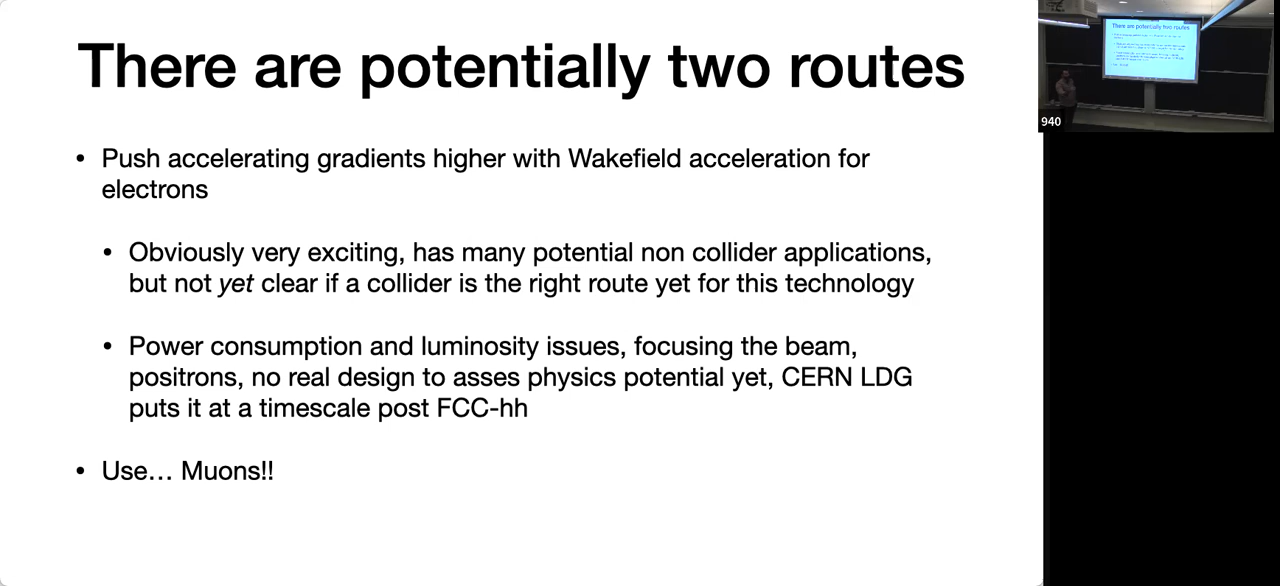 There are potentially two routes
• Push accelerating gradients higher with Wakefield acceleration for
electrons
• Obviously very exciting, has many potential non collider applications,
but not yet clear if a collider is the right route yet for this technology
• Power consumption and luminosity issues, focusing the beam,
positrons, no real design to asses physics potential yet, CERN LDG
puts it at a timescale post FCC-hh
• Use… Muons!!
There are potentially two routes
940